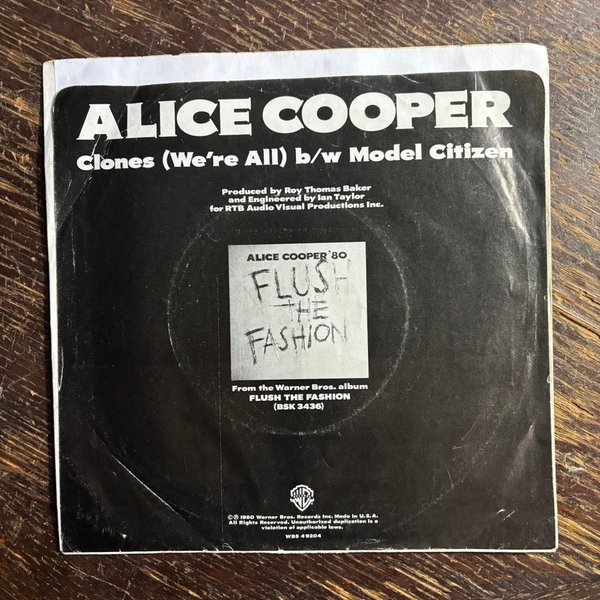 ALICE COOPER
Clones (We're All) b/w Model Citizen
Produced by Roy Thomas Baker
and Engineered by Ian Taylor
for RTB Audio Visual Productions Inc.
ALICE COOPER '80
FLUSH
THE
FASHION
From the Warner Bros. album
FLUSH THE FASHION
(BSK 3436)
©℗ 1980 Warner Bros. Records Inc. Made in U.S.A.
All Rights Reserved. Unauthorized duplication is a
violation of applicable laws.
WBS 49204